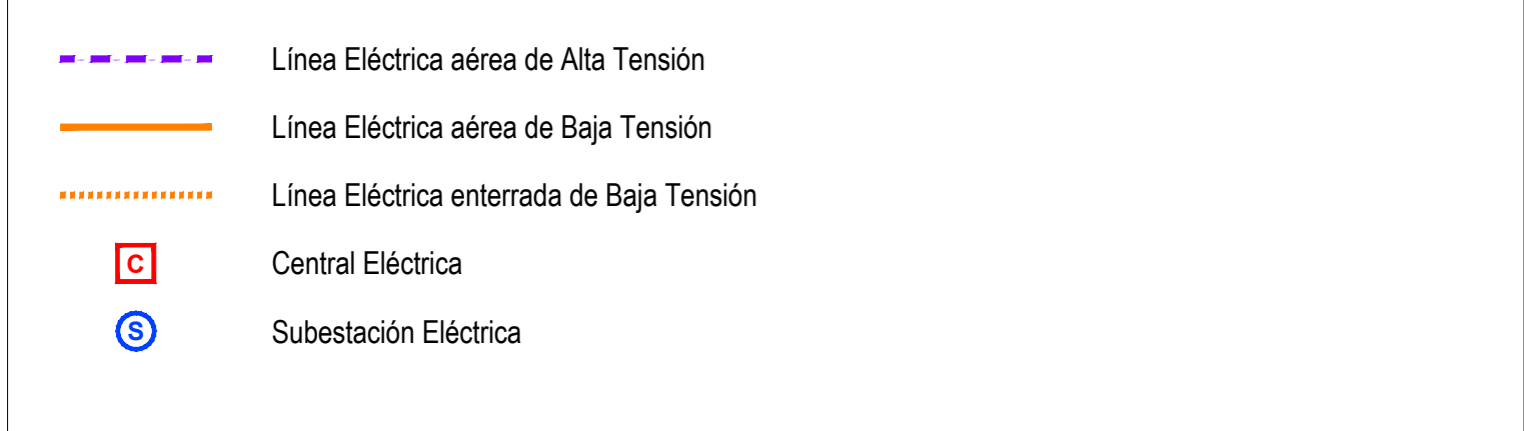 Línea Eléctrica aérea de Alta Tensión
Línea Eléctrica aérea de Baja Tensión
Línea Eléctrica enterrada de Baja Tensión
C Central Eléctrica
S Subestación Eléctrica